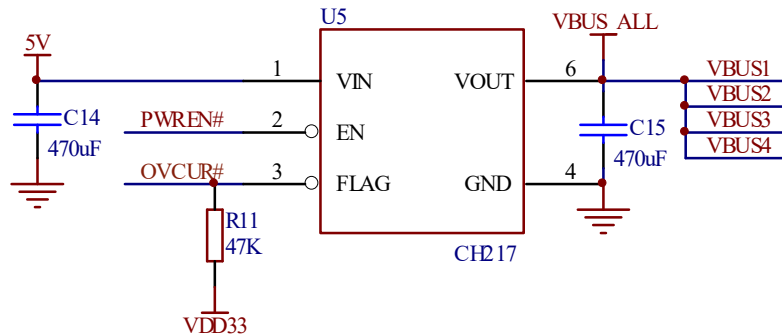 U5
VBUS_ALL
5V
1 VIN VOUT 6 VBUS1
VBUS2
C14 PWREN# 2 EN C15 VBUS3
470uF 470uF VBUS4
OVCUR# 3 FLAG GND 4
R11
47K
CH217
VDD33